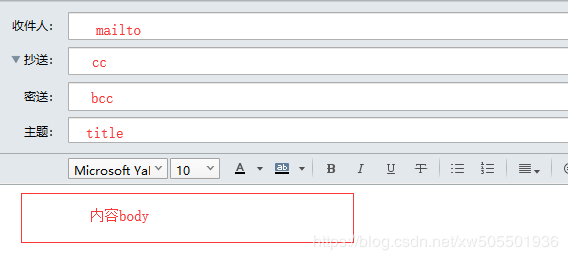 收件人： mailto
抄送： cc
密送： bcc
主题： title
Microsoft Yal 10 A ab B I U T
内容body
https://blog.csdn.net/xw505501936